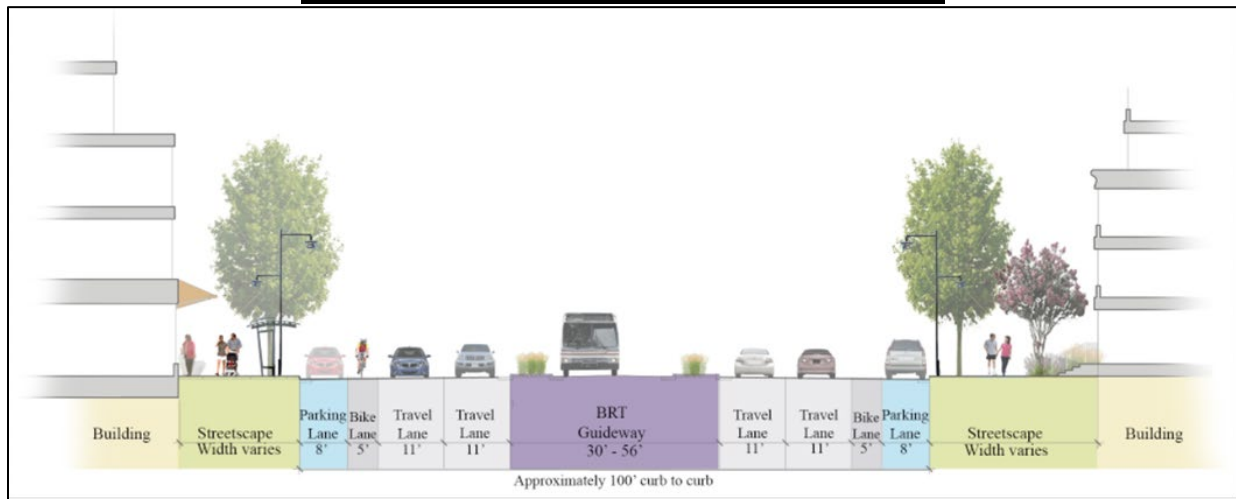 Building
Streetscape
Width varies
Parking
Lane
8'
Bike
Lane
5'
Travel
Lane
11'
Travel
Lane
11'
BRT
Guideway
30' - 56'
Travel
Lane
11'
Travel
Lane
11'
Bike
Lane
5'
Parking
Lane
8'
Streetscape
Width varies
Building
Approximately 100' curb to curb